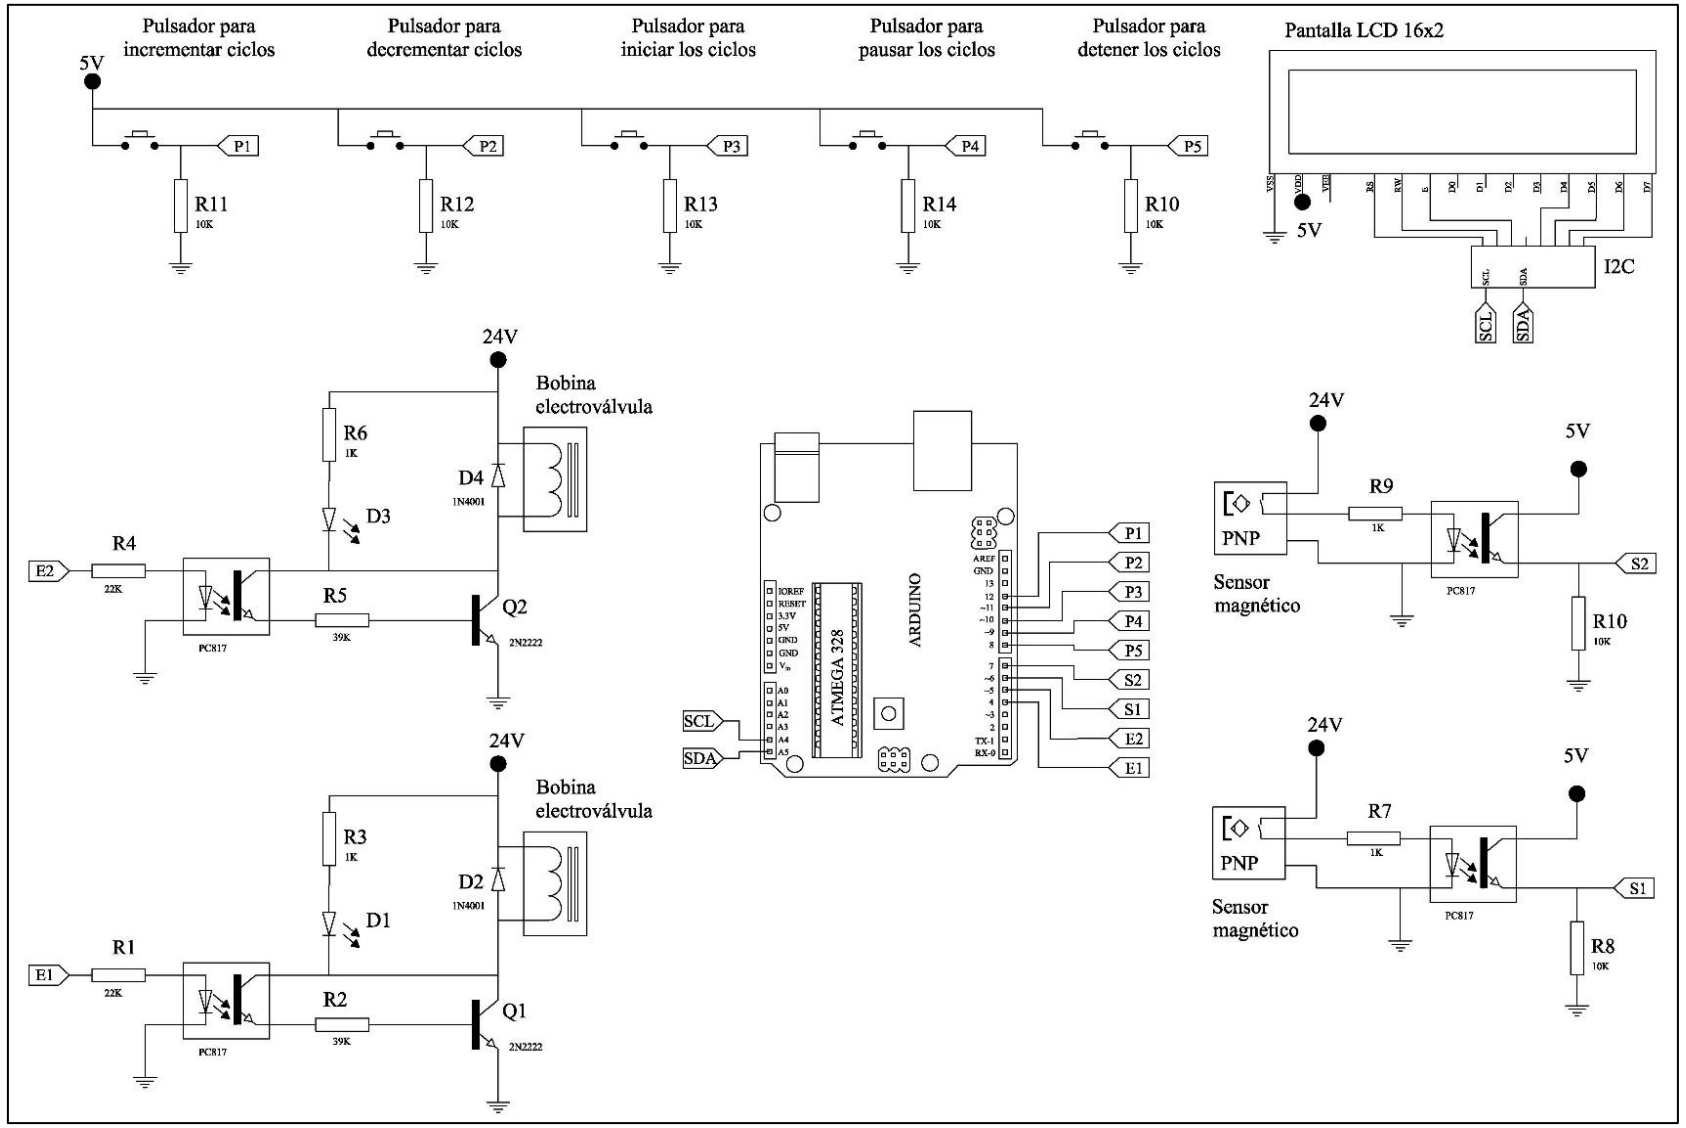 Pulsador para
incrementar ciclos
Pulsador para
decrementar ciclos
Pulsador para
iniciar los ciclos
Pulsador para
pausar los ciclos
Pulsador para
detener los ciclos
Pantalla LCD 16x2
5V
P1
P2
P3
P4
P5
R11
10K
R12
10K
R13
10K
R14
10K
R10
10K
VSS
VDD
VEE
RS
RW
E
D0
D1
D2
D3
D4
D5
D6
D7
5V
I2C
SCL
SDA
SCL
SDA
24V
Bobina
electroválvula
R6
1K
D4
1N4001
D3
E2
R4
22K
R5
39K
PC817
Q2
2N2222
24V
Bobina
electroválvula
R3
1K
D2
1N4001
D1
E1
R1
22K
R2
39K
PC817
Q1
2N2222
ARDUINO
ATMEGA 328
IOREF
RESET
3.3V
5V
GND
GND
Vin
A0
A1
A2
A3
A4
A5
SCL
SDA
AREF
GND
13
12
~11
~10
~9
8
7
~6
~5
4
~3
2
TX-1
RX-0
P1
P2
P3
P4
P5
S2
S1
E2
E1
24V
5V
R9
1K
PNP
Sensor
magnético
PC817
S2
R10
10K
24V
5V
R7
1K
PNP
Sensor
magnético
PC817
S1
R8
10K